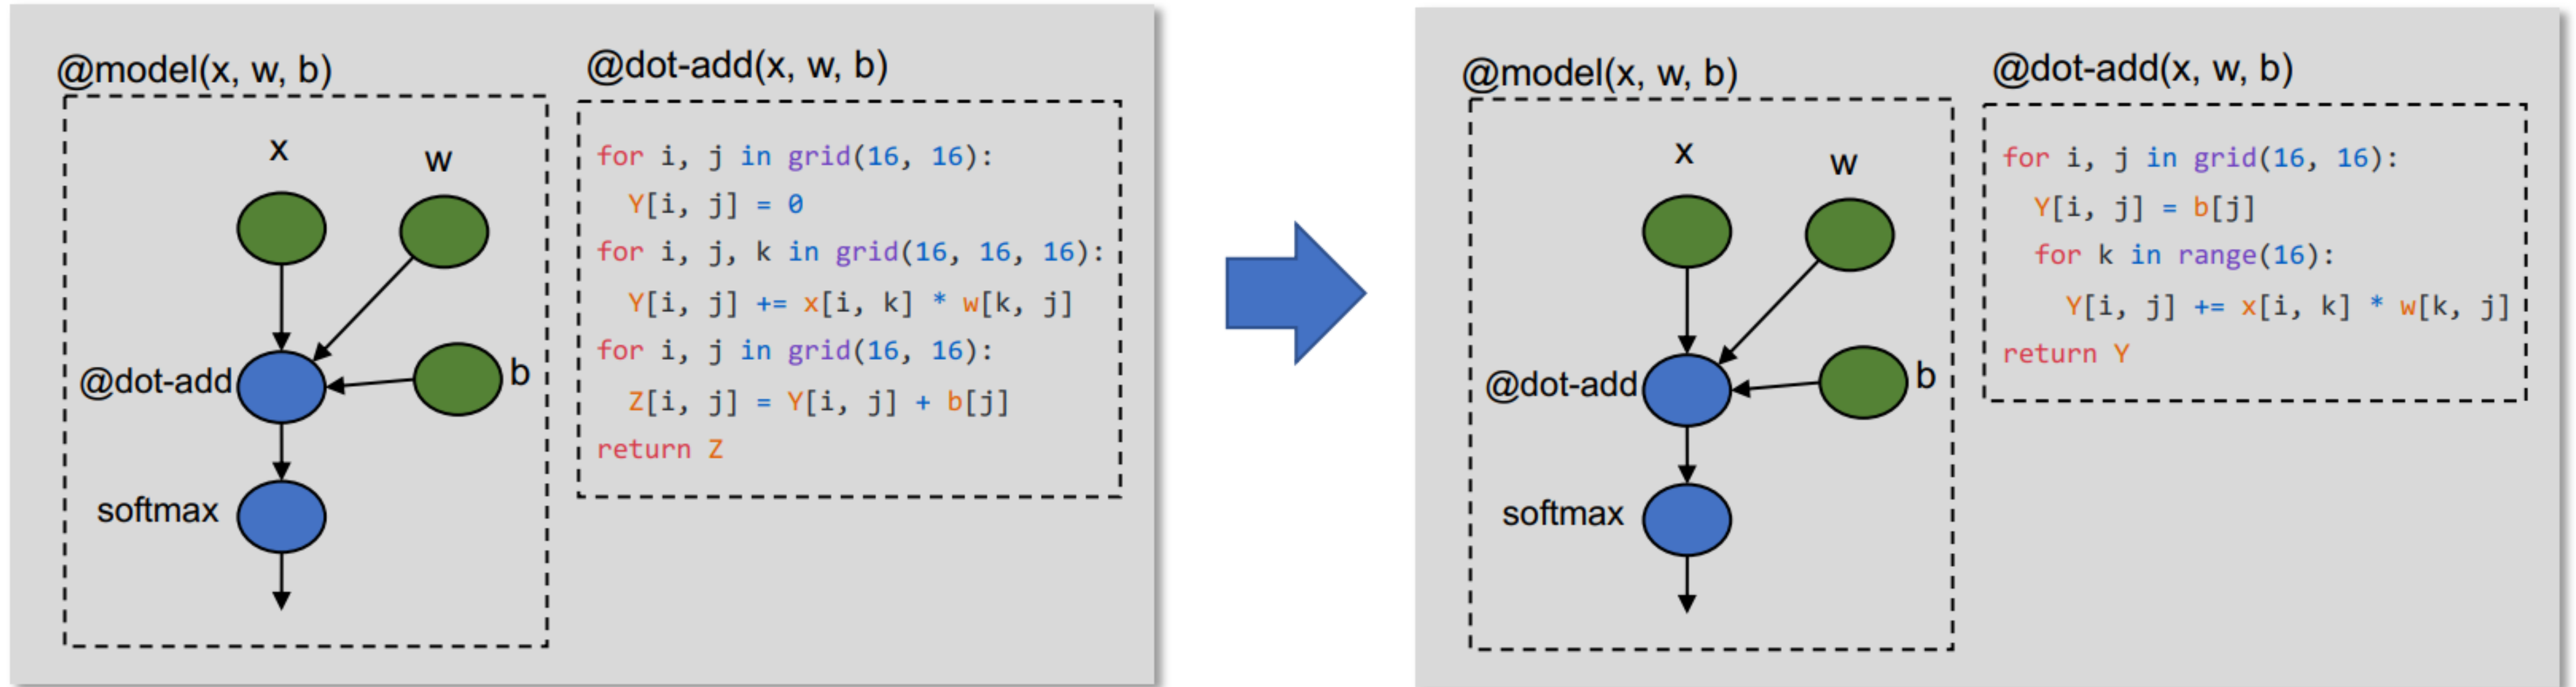 @model(x, w, b)
x
w
@dot-add
b
softmax
@dot-add(x, w, b)
for i, j in grid(16, 16):
  Y[i, j] = 0
for i, j, k in grid(16, 16, 16):
  Y[i, j] += x[i, k] * w[k, j]
for i, j in grid(16, 16):
  Z[i, j] = Y[i, j] + b[j]
return Z
@model(x, w, b)
x
w
@dot-add
b
softmax
@dot-add(x, w, b)
for i, j in grid(16, 16):
  Y[i, j] = b[j]
  for k in range(16):
    Y[i, j] += x[i, k] * w[k, j]
return Y